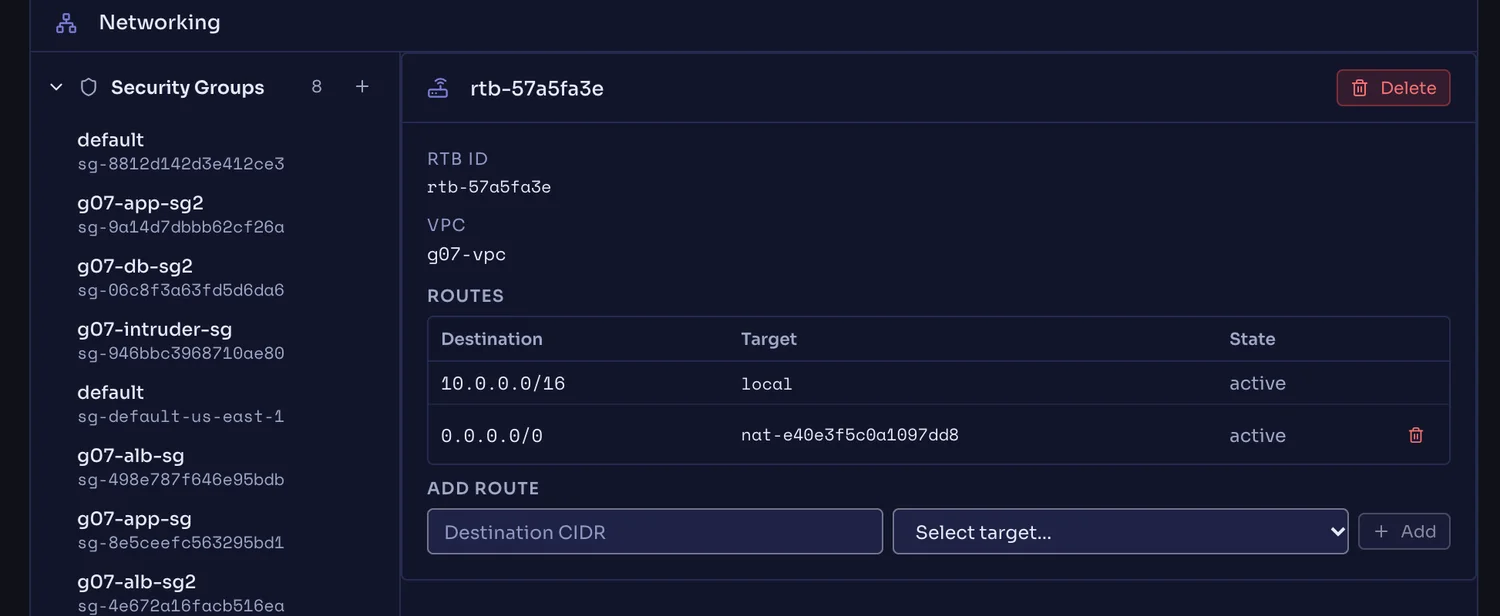 Networking
Security Groups 8 +
default
sg-8812d142d3e412ce3
g07-app-sg2
sg-9a14d7dbbb62cf26a
g07-db-sg2
sg-06c8f3a63fd5d6da6
g07-intruder-sg
sg-946bbc3968710ae80
default
sg-default-us-east-1
g07-alb-sg
sg-498e787f646e95bdb
g07-app-sg
sg-8e5ceefc563295bd1
g07-alb-sg2
sg-4e672a16facb516ea
rtb-57a5fa3e
Delete
RTB ID
rtb-57a5fa3e
VPC
g07-vpc
ROUTES
Destination Target State
10.0.0.0/16 local active
0.0.0.0/0 nat-e40e3f5c0a1097dd8 active
ADD ROUTE
Destination CIDR Select target... + Add